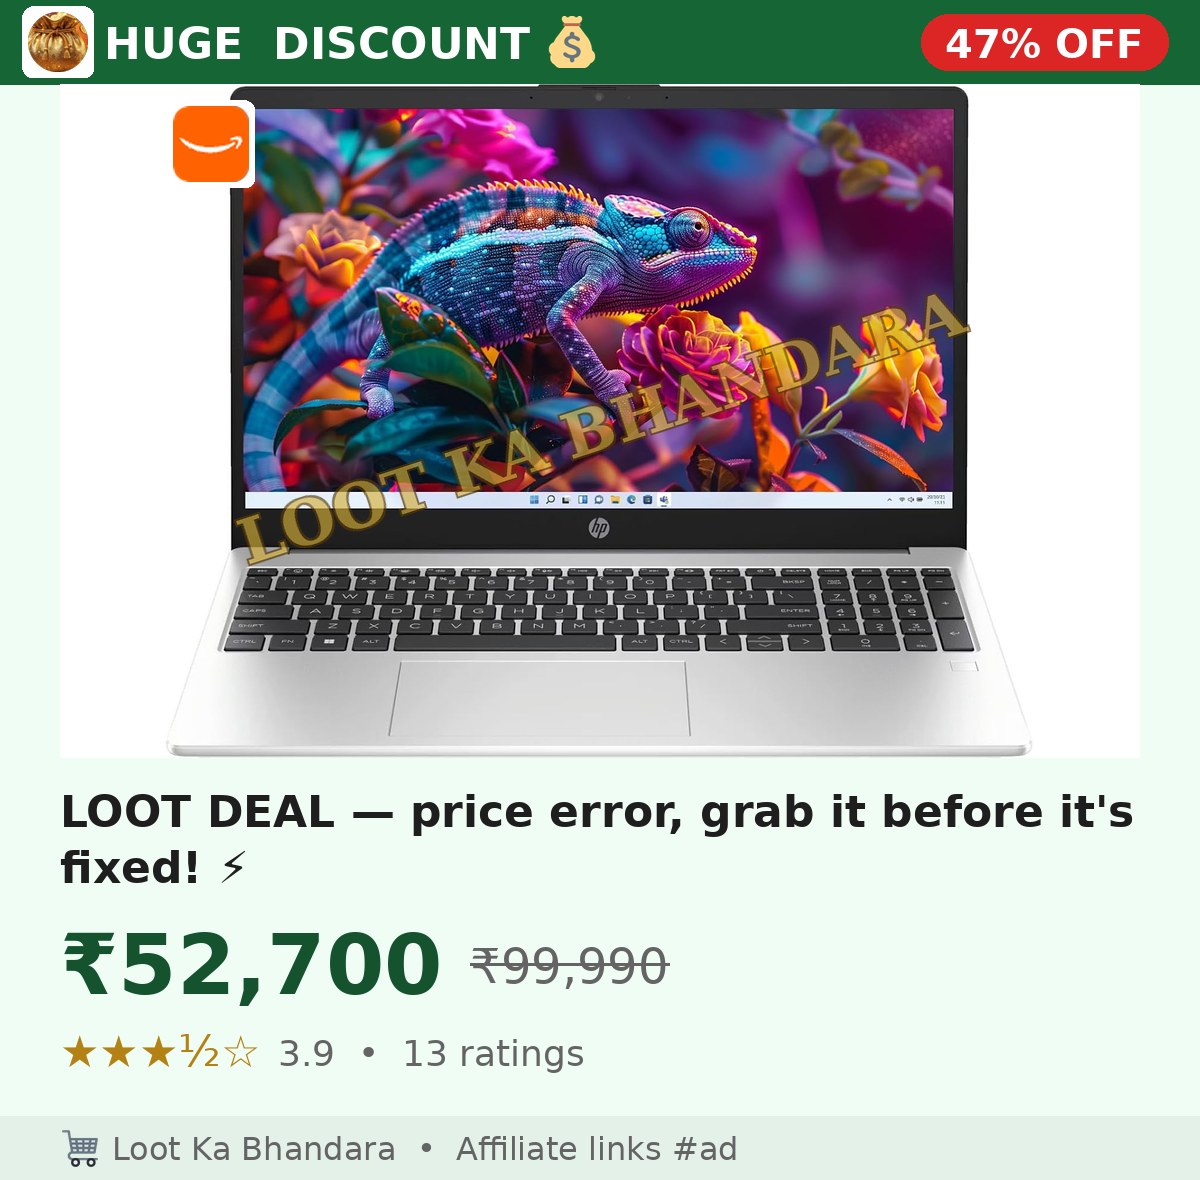 HUGE DISCOUNT 💰
47% OFF
LOOT KA BHANDARA
hp
LOOT DEAL — price error, grab it before it's
fixed! ⚡
₹52,700 ₹99,990
★★★½☆ 3.9 • 13 ratings
🛒 Loot Ka Bhandara • Affiliate links #ad